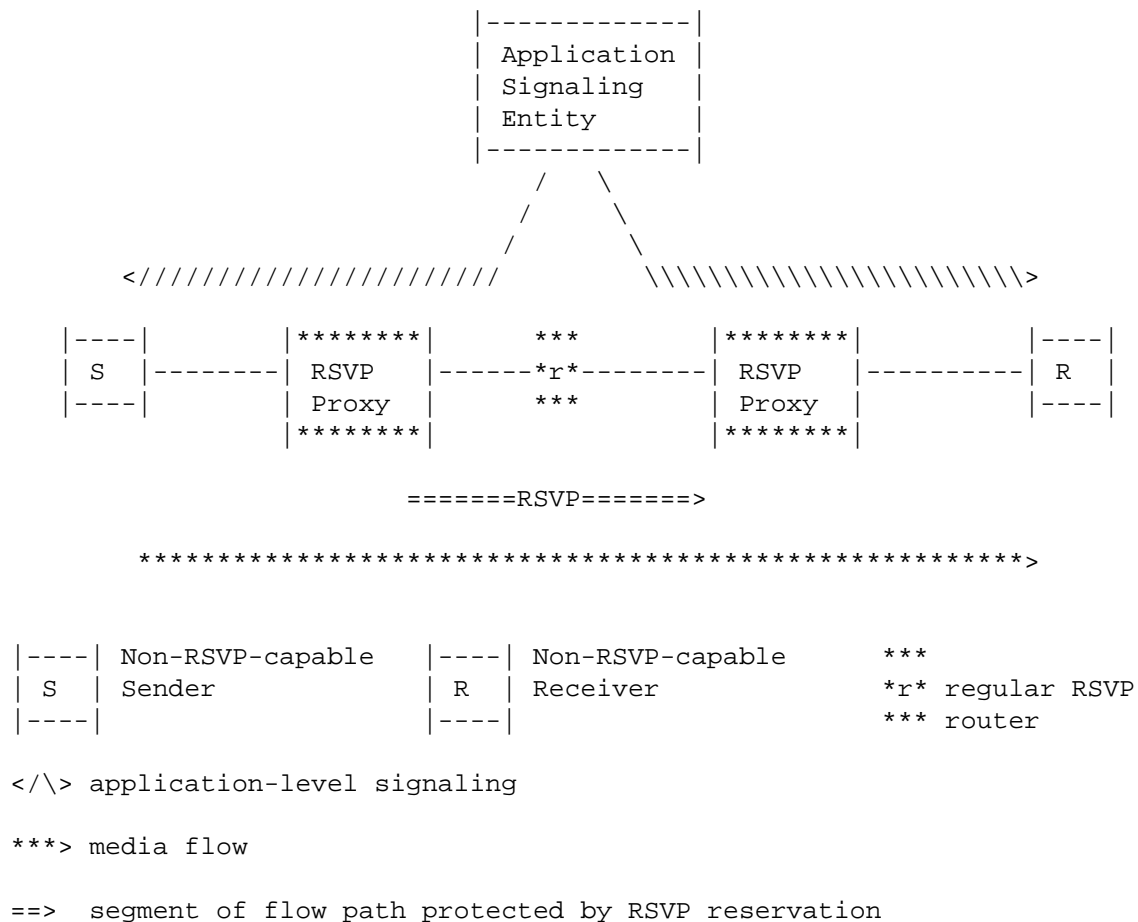 |-------------|
| Application |
| Signaling   |
| Entity      |
|-------------|
/ \
/ \
/ \
</////////////////////// \\\\\\\\\\\\\\\\\\\\\\\>
|----| |********| *** |********| |----|
| S |--------| RSVP |------*r*--------| RSVP |----------| R |
|----| | Proxy | *** | Proxy | |----|
|********| |********|
=======RSVP=======>
********************************************************>
|----| Non-RSVP-capable |----| Non-RSVP-capable ***
| S | Sender | R | Receiver *r* regular RSVP
|----| |----| *** router
</\> application-level signaling
***> media flow
==> segment of flow path protected by RSVP reservation